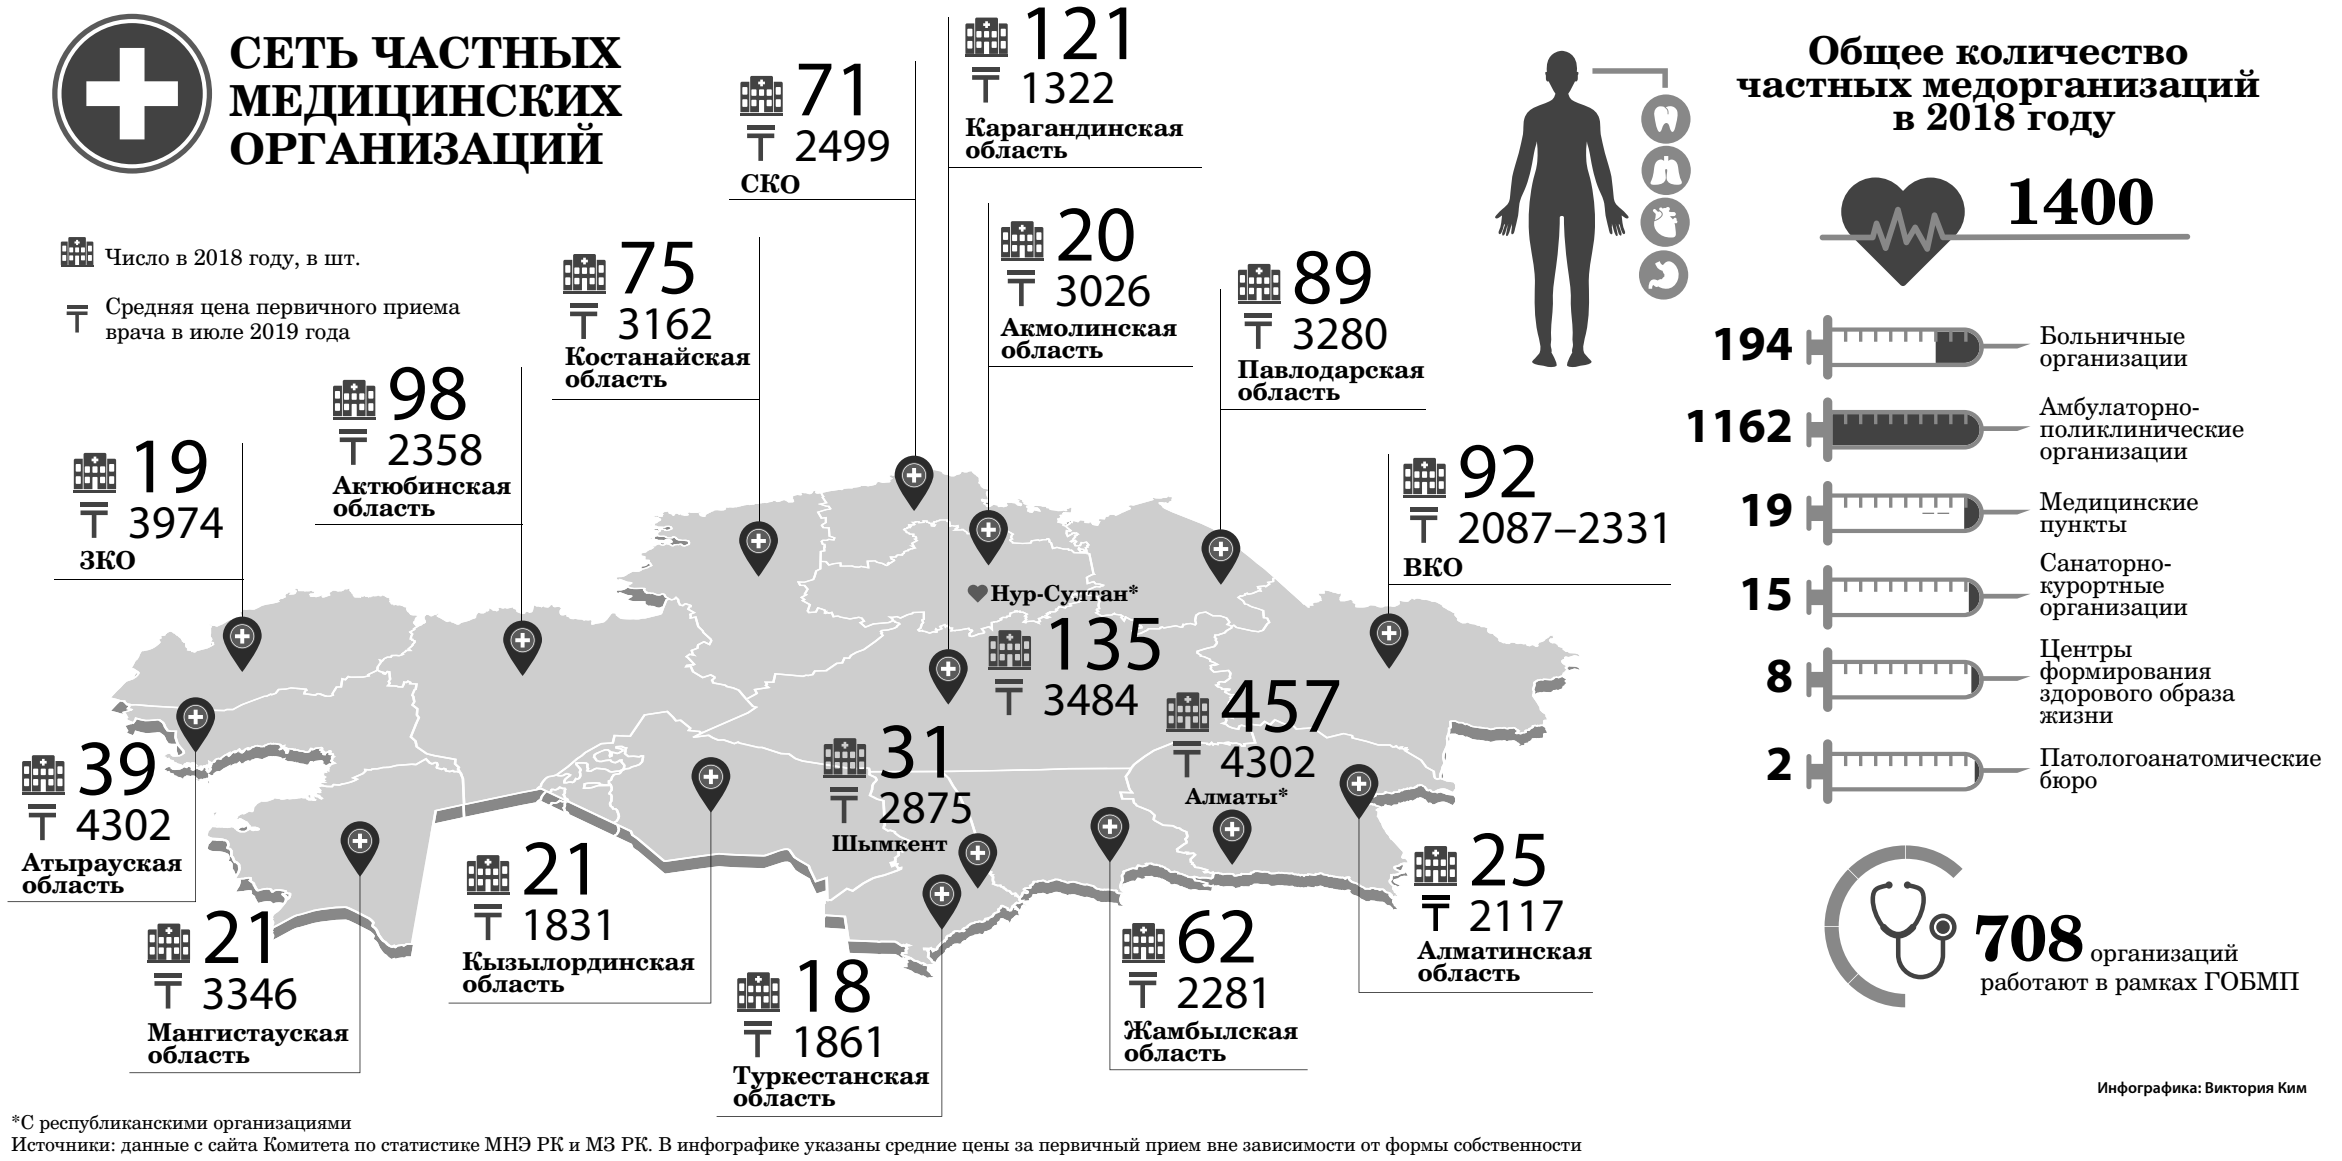 СЕТЬ ЧАСТНЫХ
МЕДИЦИНСКИХ
ОРГАНИЗАЦИЙ
Число в 2018 году, в шт.
Средняя цена первичного приема
врача в июле 2019 года
19
3974
ЗКО
98
2358
Актюбинская
область
75
3162
Костанайская
область
71
2499
СКО
121
1322
Карагандинская
область
20
3026
Акмолинская
область
89
3280
Павлодарская
область
92
2087–2331
ВКО
Нур-Султан*
135
3484
457
4302
Алматы*
31
2875
Шымкент
39
4302
Атырауская
область
21
3346
Мангистауская
область
21
1831
Кызылординская
область
18
1861
Туркестанская
область
62
2281
Жамбылская
область
25
2117
Алматинская
область
Общее количество
частных медорганизаций
в 2018 году
1400
194
Больничные
организации
1162
Амбулаторно-
поликлинические
организации
19
Медицинские
пункты
15
Санаторно-
курортные
организации
8
Центры
формирования
здорового образа
жизни
2
Патологоанатомические
бюро
708 организаций
работают в рамках ГОБМП
Инфографика: Виктория Ким
*С республиканскими организациями
Источники: данные с сайта Комитета по статистике МНЭ РК и МЗ РК. В инфографике указаны средние цены за первичный прием вне зависимости от формы собственности